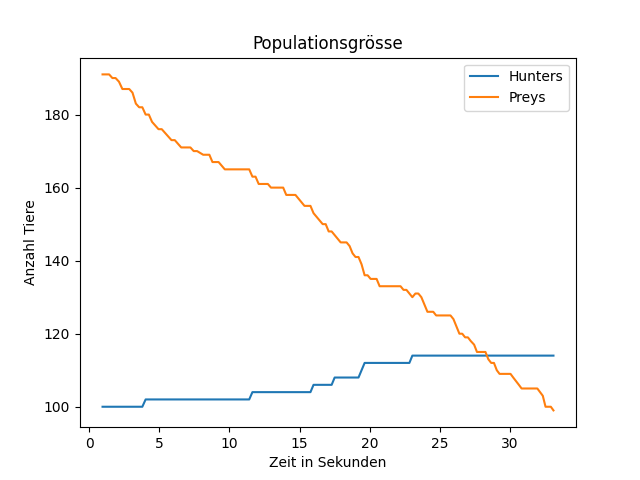 Populationsgrösse
Hunters
Preys
Anzahl Tiere
180
160
140
120
100
0 5 10 15 20 25 30
Zeit in Sekunden